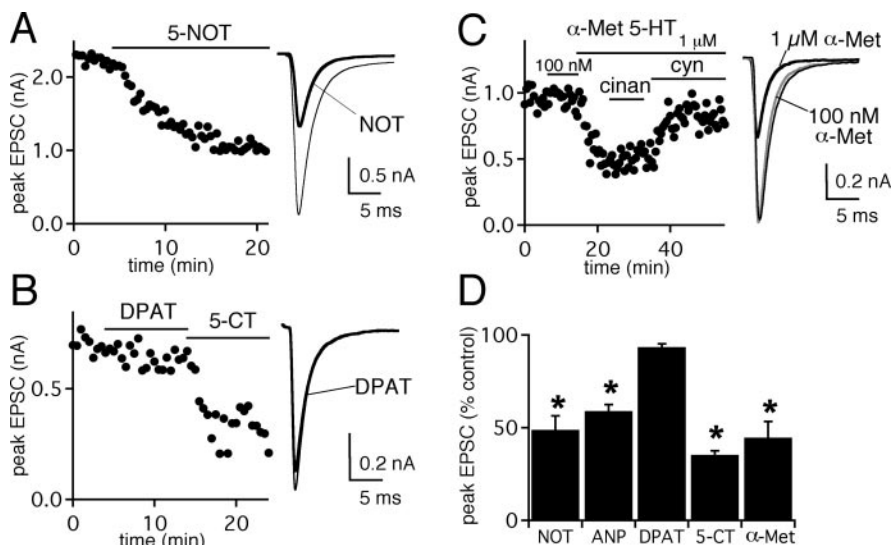 A
5-NOT
peak EPSC (nA)
2.0
1.0
0.0
0
10
20
time (min)
NOT
0.5 nA
5 ms
B
DPAT
5-CT
peak EPSC (nA)
0.5
0.0
0
10
20
time (min)
DPAT
0.2 nA
5 ms
C
α-Met 5-HT
1 μM
100 nM
cinan
cyn
peak EPSC (nA)
1.0
0.5
0.0
0
20
40
time (min)
1 μM α-Met
100 nM
α-Met
0.2 nA
5 ms
D
peak EPSC (% control)
100
50
0
* * * *
NOT ANP DPAT 5-CT α-Met